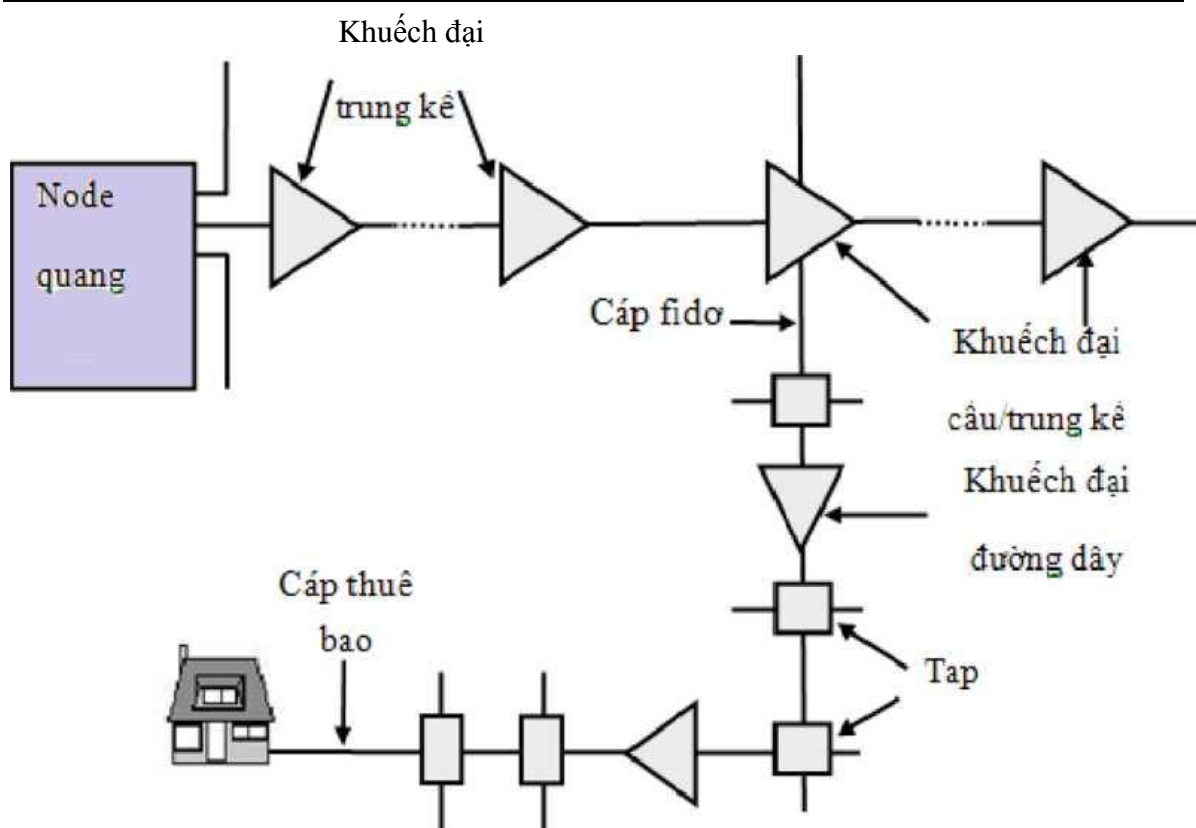 Khuếch đại
trung kế
Node
quang
Cáp fidơ
Khuếch đại
cầu/trung kế
Khuếch đại
đường dây
Cáp thuê
bao
Tap